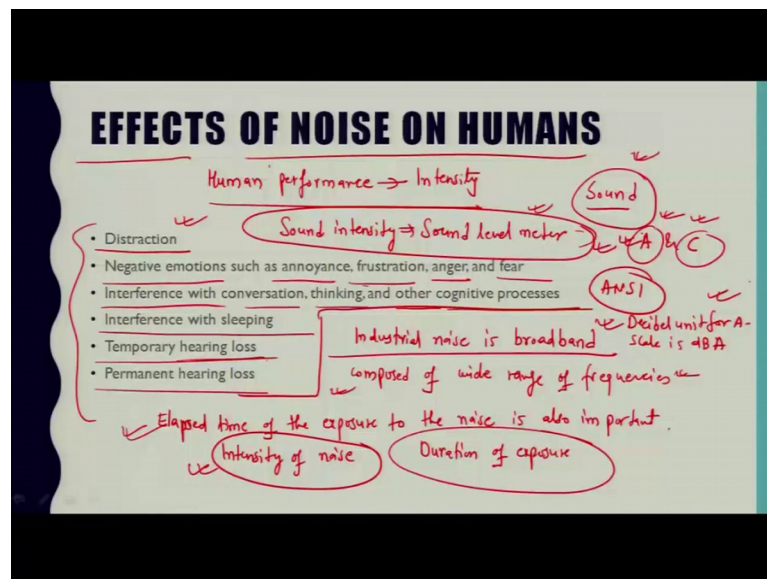 EFFECTS OF NOISE ON HUMANS
Human performance → Intensity
Sound
Sound intensity ⇒ Sound level meter → A & C
• Distraction
• Negative emotions such as annoyance, frustration, anger, and fear
• Interference with conversation, thinking, and other cognitive processes
ANSI
• Interference with sleeping
Decibel unit for A-
scale is dBA
Industrial noise is broadband
• Temporary hearing loss
composed of wide range of frequencies
• Permanent hearing loss
Elapsed time of the exposure to the noise is also important.
Intensity of noise
Duration of exposure